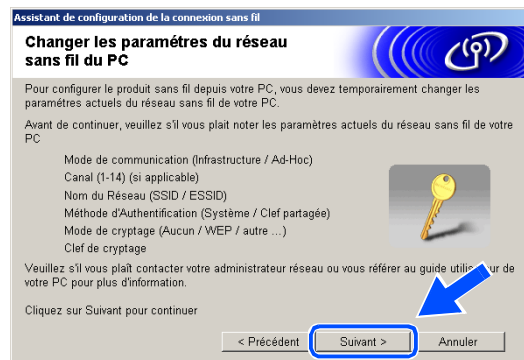 Assistant de configuration de la connexion sans fil
Changer les paramétres du réseau
sans fil du PC
Pour configurer le produit sans fil depuis votre PC, vous devez temporairement changer les
paramétres actuels du réseau sans fil de votre PC.
Avant de continuer, veuillez s'il vous plait noter les paramètres actuels du réseau sans fil de votre
PC
Mode de communication (Infrastructure / Ad-Hoc)
Canal (1-14) (si applicable)
Nom du Réseau (SSID / ESSID)
Méthode d'Authentification (Système / Clef partagée)
Mode de cryptage (Aucun / WEP / autre ...)
Clef de cryptage
Veuillez s'il vous plaît contacter votre administrateur réseau ou vous référer au guide utilisateur de
votre PC pour plus d'information.
Cliquez sur Suivant pour continuer
< Précédent Suivant > Annuler